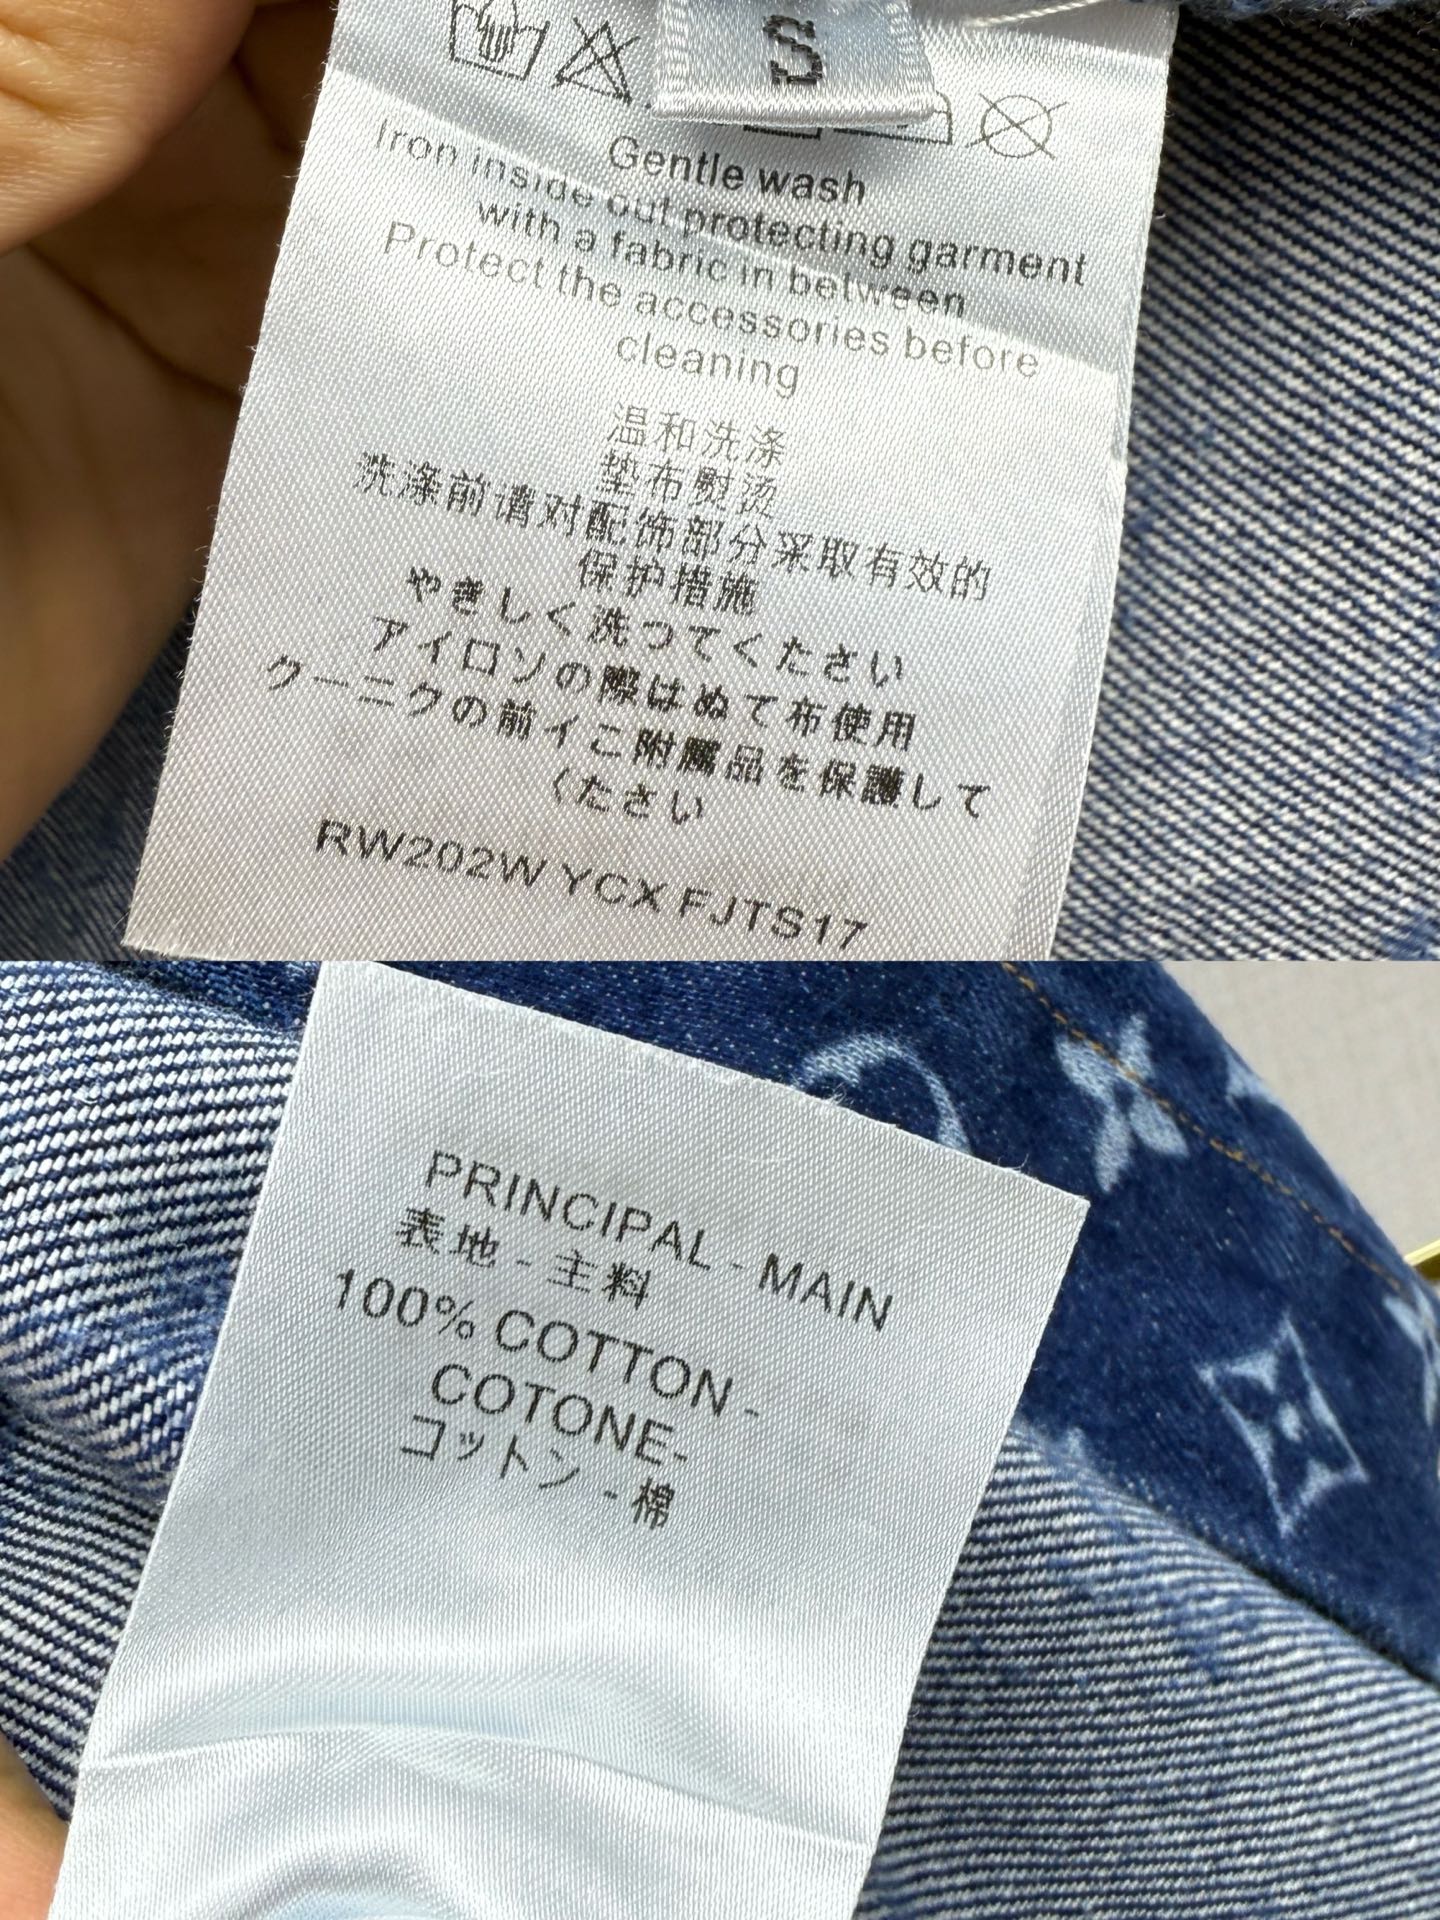 S
Gentle wash
Iron inside out protecting garment
with a fabric in between
Protect the accessories before
cleaning
温和洗涤
垫布熨烫
洗涤前请对配饰部分采取有效的
保护措施
やさしく洗つてください
アイロソの際はぬて布使用
クーニクの前イこ附属品を保護して
くたさい
RW202W YCX FJTS17
PRINCIPAL - MAIN
表地 - 主料
100% COTTON -
COTONE-
コットン - 棉